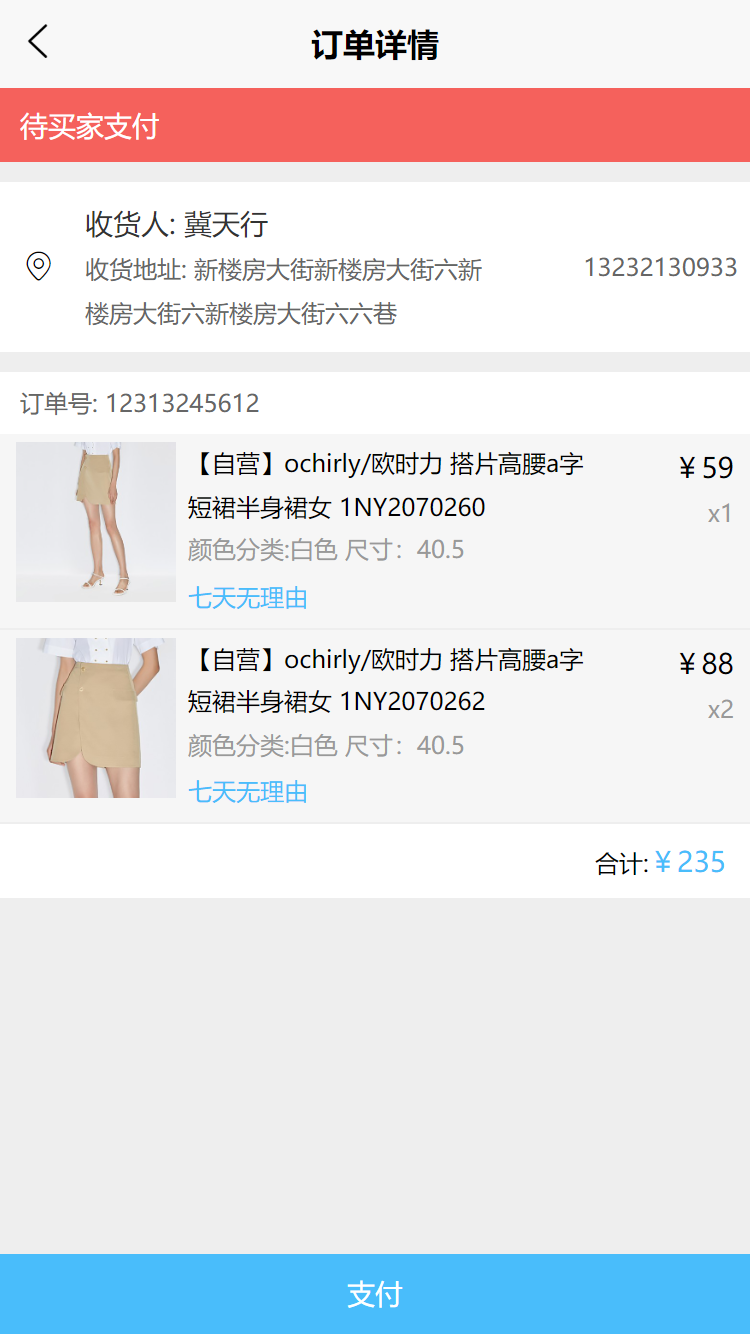 订单详情
待买家支付
收货人: 冀天行
收货地址: 新楼房大街新楼房大街六新
楼房大街六新楼房大街六六巷
13232130933
订单号: 12313245612
【自营】ochirly/欧时力 搭片高腰a字
短裙半身裙女 1NY2070260
¥ 59
x1
颜色分类:白色 尺寸：40.5
七天无理由
【自营】ochirly/欧时力 搭片高腰a字
短裙半身裙女 1NY2070262
¥ 88
x2
颜色分类:白色 尺寸：40.5
七天无理由
合计: ¥ 235
支付